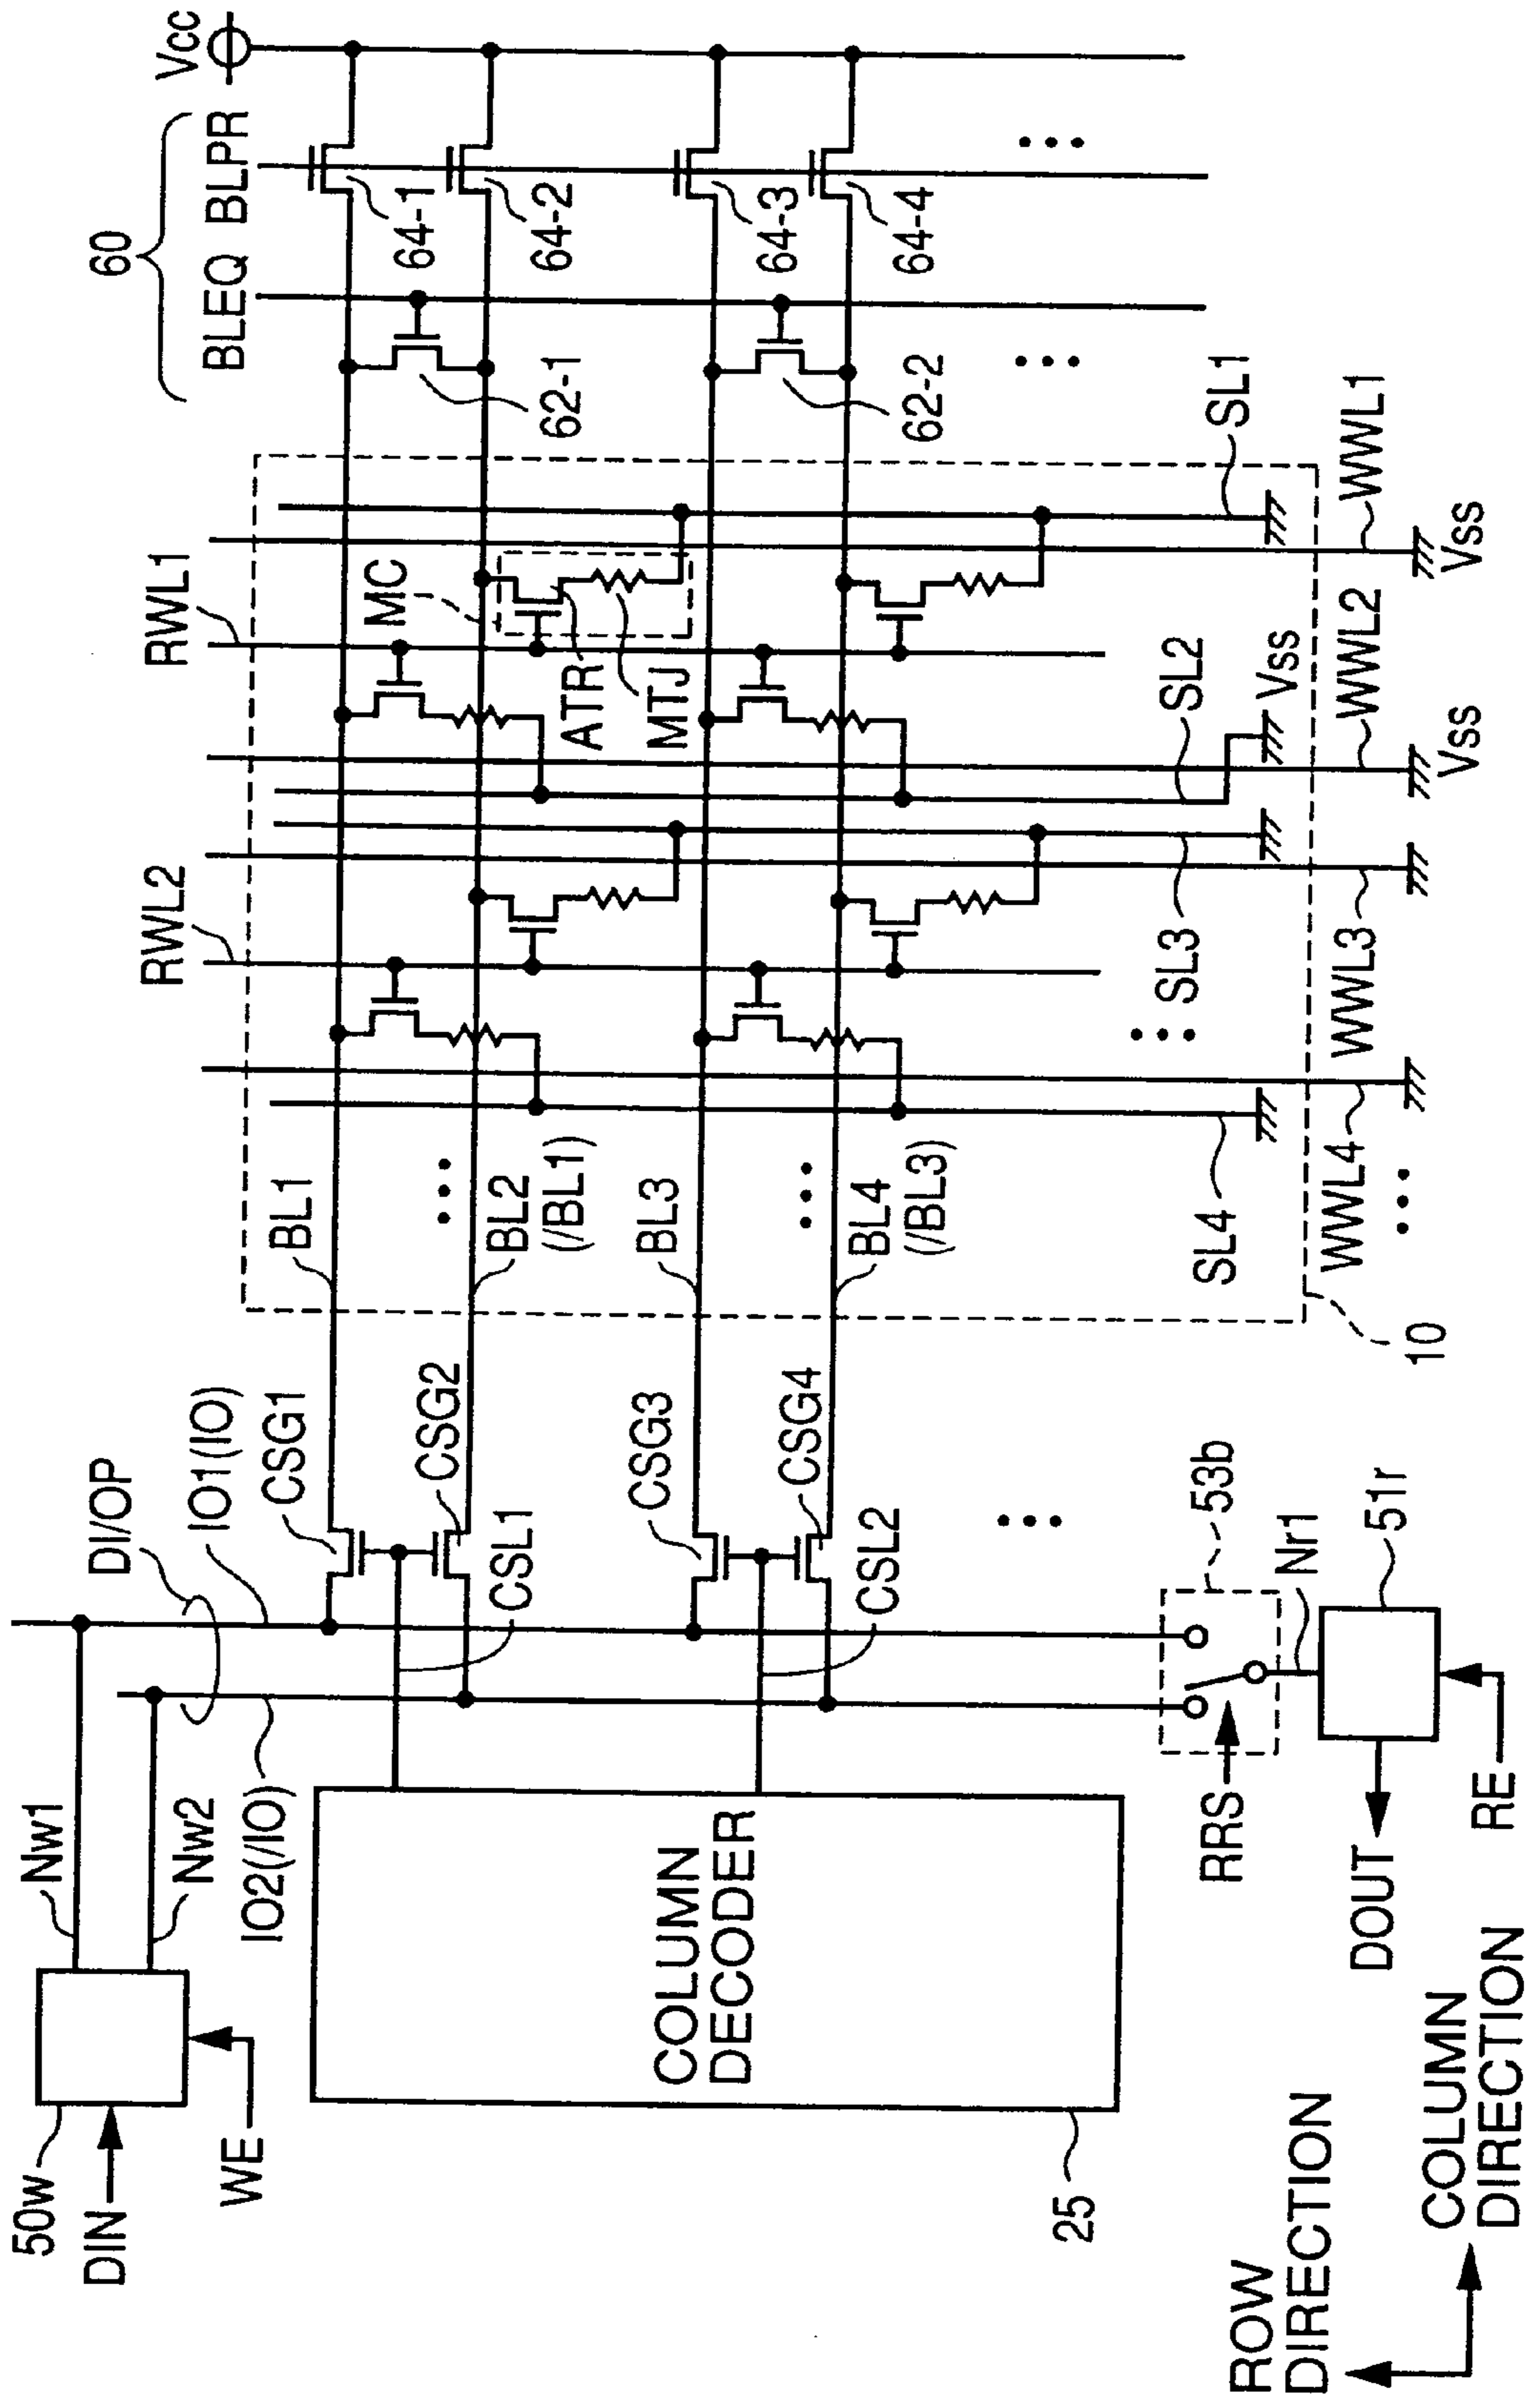 50w
DIN
WE
Nw1
Nw2
DI/OP
IO1(IO)
IO2(/IO)
CSG1
CSG2
CSL1
CSG3
CSG4
CSL2
COLUMN
DECODER
25
BL1
BL2
(/BL1)
BL3
BL4
(/BL3)
RWL2
RWL1
MC
ATR
MTJ
60
BLEQ
BLPR
Vcc
62-1
62-2
64-1
64-2
64-3
64-4
SL4
SL3
SL2
SL1
Vss
WWL4
WWL3
WWL2
WWL1
Vss
Vss
10
53b
RRS
Nr1
51r
DOUT
RE
ROW
DIRECTION
COLUMN
DIRECTION